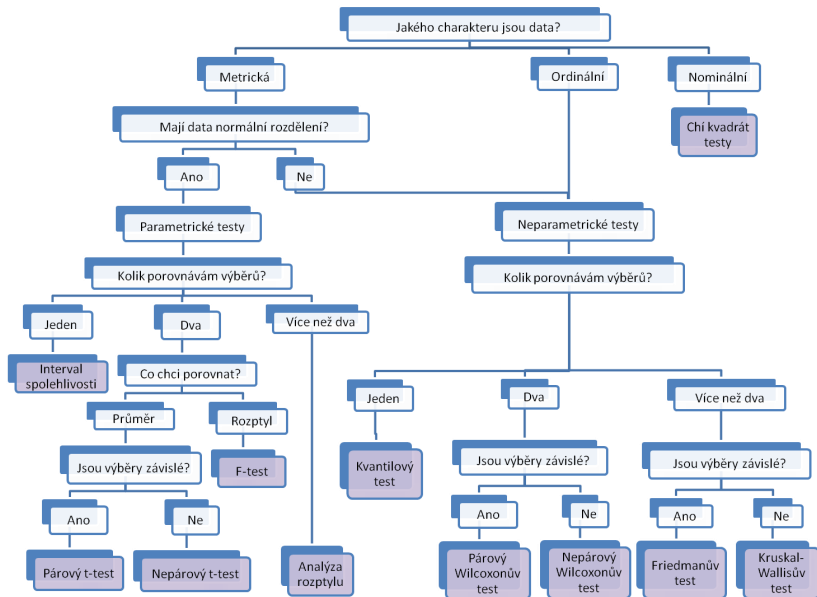 Jakého charakteru jsou data?
Metrická
Ordinální
Nominální
Mají data normální rozdělení?
Chí kvadrát
testy
Ano
Ne
Parametrické testy
Neparametrické testy
Kolik porovnávám výběrů?
Kolik porovnávám výběrů?
Jeden
Dva
Více než dva
Interval
spolehlivosti
Co chci porovnat?
Jeden
Dva
Více než dva
Průměr
Rozptyl
Jsou výběry závislé?
F-test
Kvantilový
test
Jsou výběry závislé?
Jsou výběry závislé?
Ano
Ne
Ano
Ne
Ano
Ne
Párový t-test
Nepárový t-test
Analýza
rozptylu
Párový
Wilcoxonův
test
Nepárový
Wilcoxonův
test
Friedmanův
test
Kruskal-
Wallisův
test